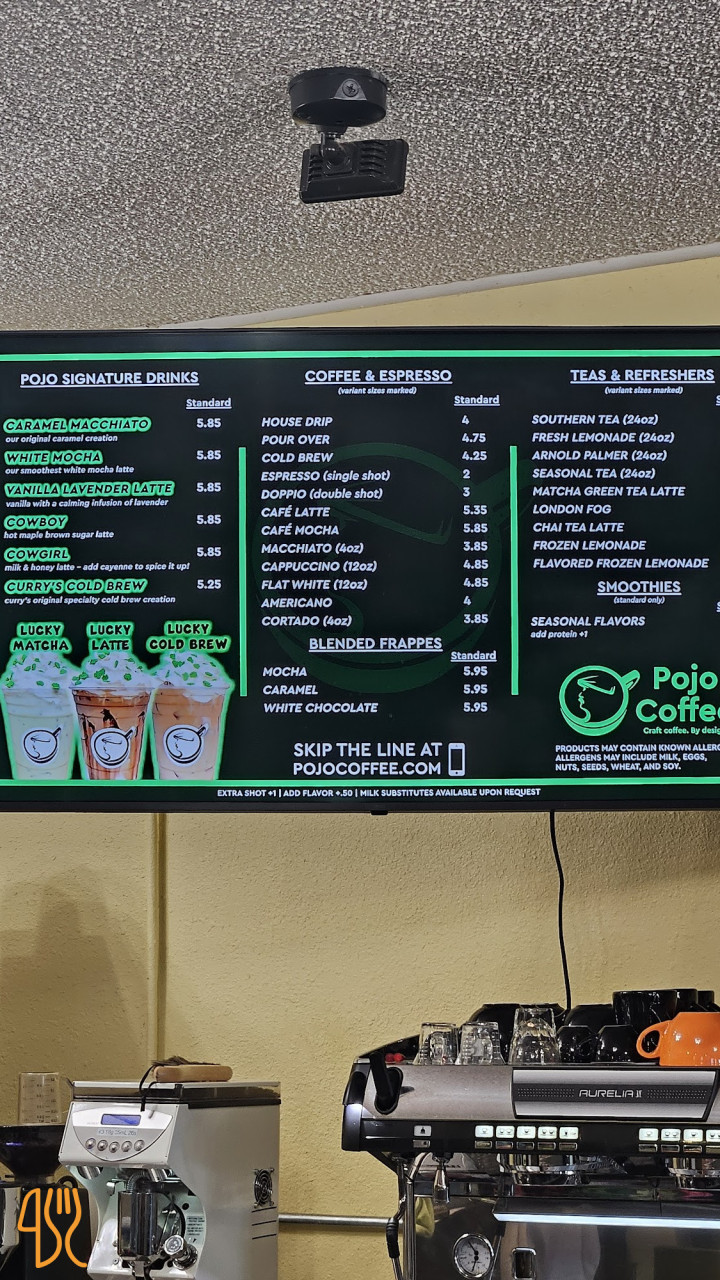 POJO SIGNATURE DRINKS
Standard
CARAMEL MACCHIATO 5.85
our original caramel creation
WHITE MOCHA 5.85
our smoothest white mocha latte
VANILLA LAVENDER LATTE 5.85
vanilla with a calming infusion of lavender
COWBOY 5.85
hot maple brown sugar latte
COWGIRL 5.85
milk & honey latte – add cayenne to spice it up!
CURRY'S COLD BREW 5.25
curry's original specialty cold brew creation
LUCKY MATCHA
LUCKY LATTE
LUCKY COLD BREW
COFFEE & ESPRESSO
(variant sizes marked)
Standard
HOUSE DRIP 4
POUR OVER 4.75
COLD BREW 4.25
ESPRESSO (single shot) 2
DOPPIO (double shot) 3
CAFÉ LATTE 5.35
CAFÉ MOCHA 5.85
MACCHIATO (4oz) 3.85
CAPPUCCINO (12oz) 4.85
FLAT WHITE (12oz) 4.85
AMERICANO 4
CORTADO (4oz) 3.85
BLENDED FRAPPES
Standard
MOCHA 5.95
CARAMEL 5.95
WHITE CHOCOLATE 5.95
SKIP THE LINE AT
POJOCOFFEE.COM
TEAS & REFRESHERS
(variant sizes marked)
SOUTHERN TEA (24oz)
FRESH LEMONADE (24oz)
ARNOLD PALMER (24oz)
SEASONAL TEA (24oz)
MATCHA GREEN TEA LATTE
LONDON FOG
CHAI TEA LATTE
FROZEN LEMONADE
FLAVORED FROZEN LEMONADE
SMOOTHIES
(standard only)
SEASONAL FLAVORS
add protein +1
Pojo
Coffee
Craft coffee. By desig
PRODUCTS MAY CONTAIN KNOWN ALLERG
ALLERGENS MAY INCLUDE MILK, EGGS,
NUTS, SEEDS, WHEAT, AND SOY.
EXTRA SHOT +1 | ADD FLAVOR +.50 | MILK SUBSTITUTES AVAILABLE UPON REQUEST
AURELIA II